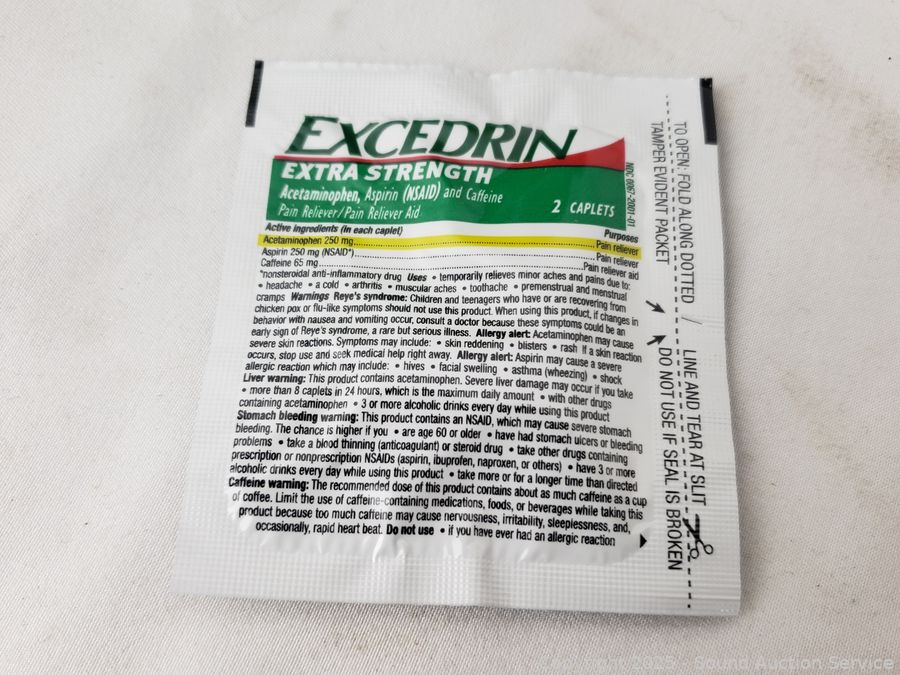 EXCEDRIN
EXTRA STRENGTH
Acetaminophen, Aspirin (NSAID) and Caffeine
Pain Reliever/Pain Reliever Aid
2 CAPLETS
NDC 0067-2001-01
Active ingredients (in each caplet) Purposes
Acetaminophen 250 mg Pain reliever
Aspirin 250 mg (NSAID*) Pain reliever
Caffeine 65 mg Pain reliever aid
*nonsteroidal anti-inflammatory drug Uses • temporarily relieves minor aches and pains due to:
• headache • a cold • arthritis • muscular aches • toothache • premenstrual and menstrual
cramps Warnings Reye's syndrome: Children and teenagers who have or are recovering from
chicken pox or flu-like symptoms should not use this product. When using this product, if changes in
behavior with nausea and vomiting occur, consult a doctor because these symptoms could be an
early sign of Reye's syndrome, a rare but serious illness. Allergy alert: Acetaminophen may cause
severe skin reactions. Symptoms may include: • skin reddening • blisters • rash If a skin reaction
occurs, stop use and seek medical help right away. Allergy alert: Aspirin may cause a severe
allergic reaction which may include: • hives • facial swelling • asthma (wheezing) • shock
Liver warning: This product contains acetaminophen. Severe liver damage may occur if you take
• more than 8 caplets in 24 hours, which is the maximum daily amount • with other drugs
containing acetaminophen • 3 or more alcoholic drinks every day while using this product
Stomach bleeding warning: This product contains an NSAID, which may cause severe stomach
bleeding. The chance is higher if you • are age 60 or older • have had stomach ulcers or bleeding
problems • take a blood thinning (anticoagulant) or steroid drug • take other drugs containing
prescription or nonprescription NSAIDs (aspirin, ibuprofen, naproxen, or others) • have 3 or more
alcoholic drinks every day while using this product • take more or for a longer time than directed
Caffeine warning: The recommended dose of this product contains about as much caffeine as a cup
of coffee. Limit the use of caffeine-containing medications, foods, or beverages while taking this
product because too much caffeine may cause nervousness, irritability, sleeplessness, and,
occasionally, rapid heart beat. Do not use • if you have ever had an allergic reaction
TO OPEN: FOLD ALONG DOTTED / LINE AND TEAR AT SLIT
TAMPER EVIDENT PACKET DO NOT USE IF SEAL IS BROKEN
Copyright 2025 - Sound Auction Service